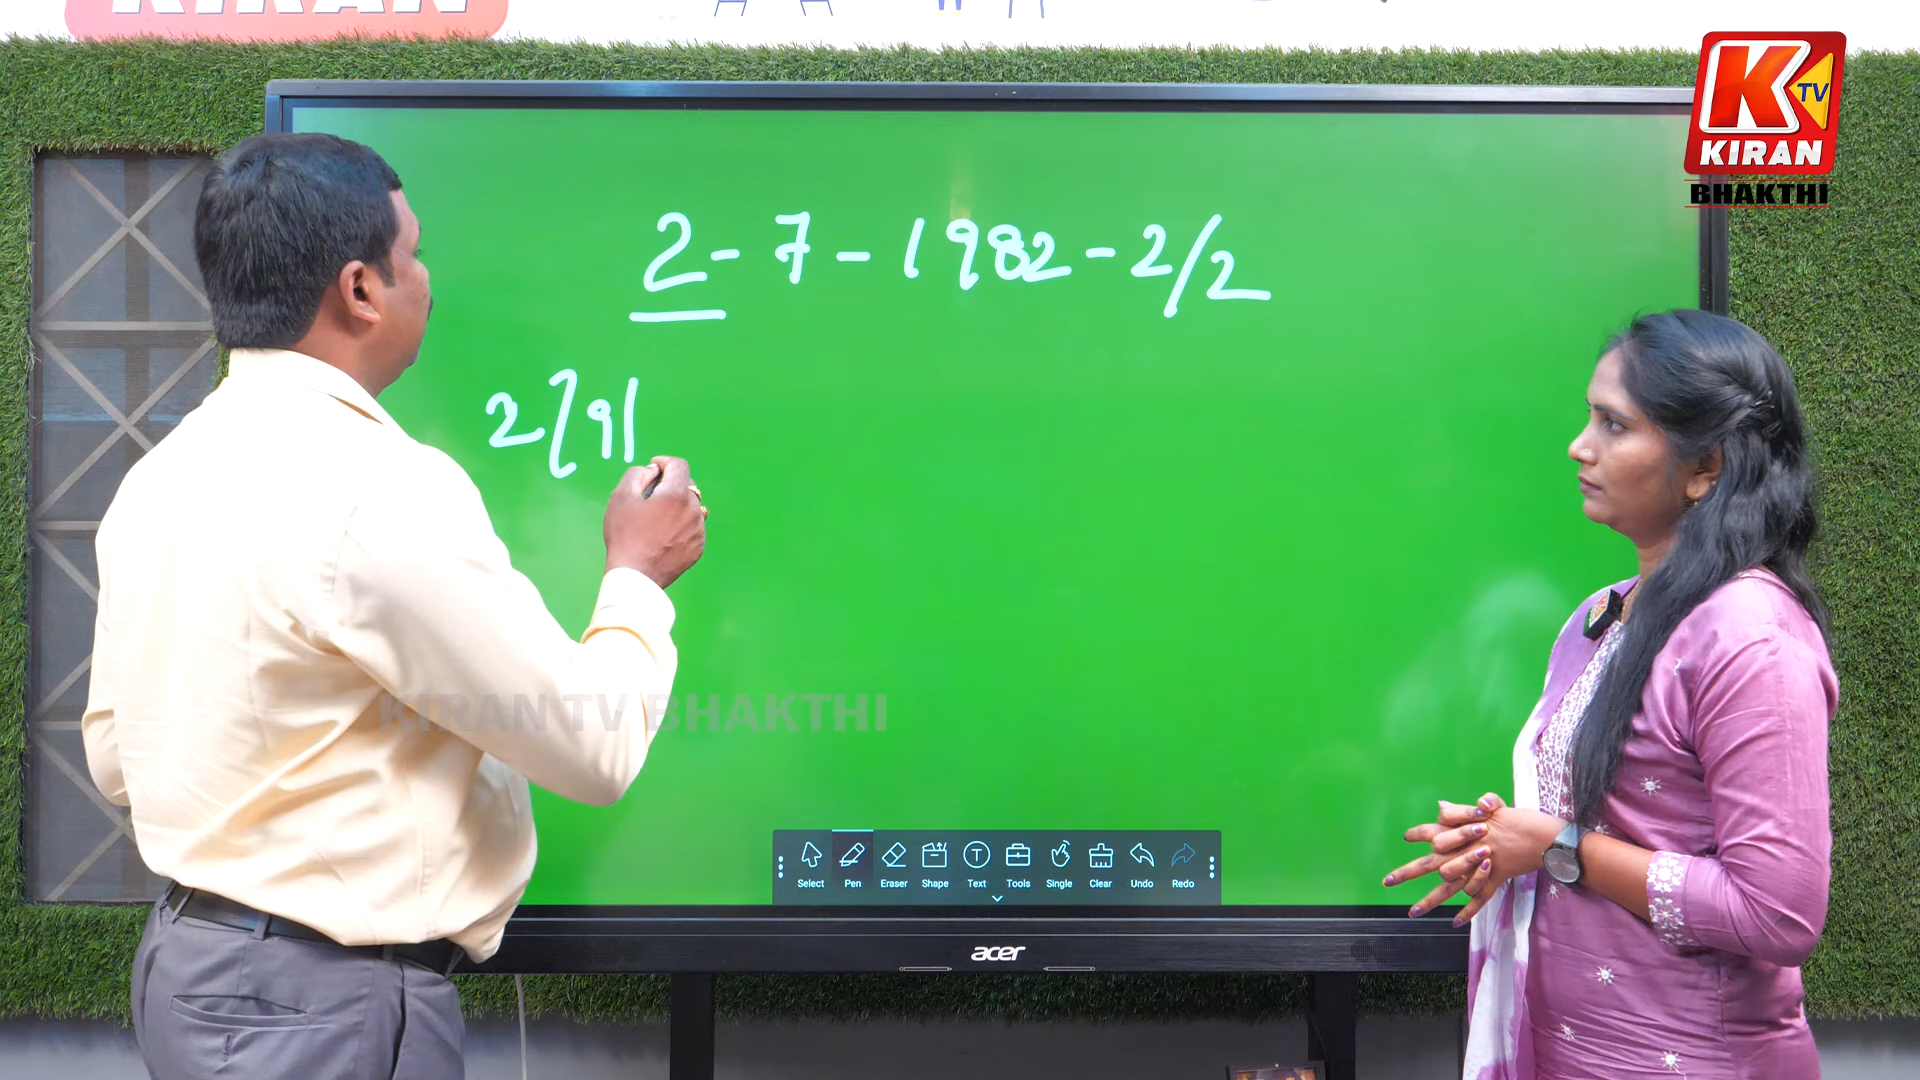 KIRAN
K TV
KIRAN
BHAKTHI
2 - 7 - 1982 - 2/2
2 { 91
KIRAN TV BHAKTHI
Select Pen Eraser Shape Text Tools Single Clear Undo Redo
acer